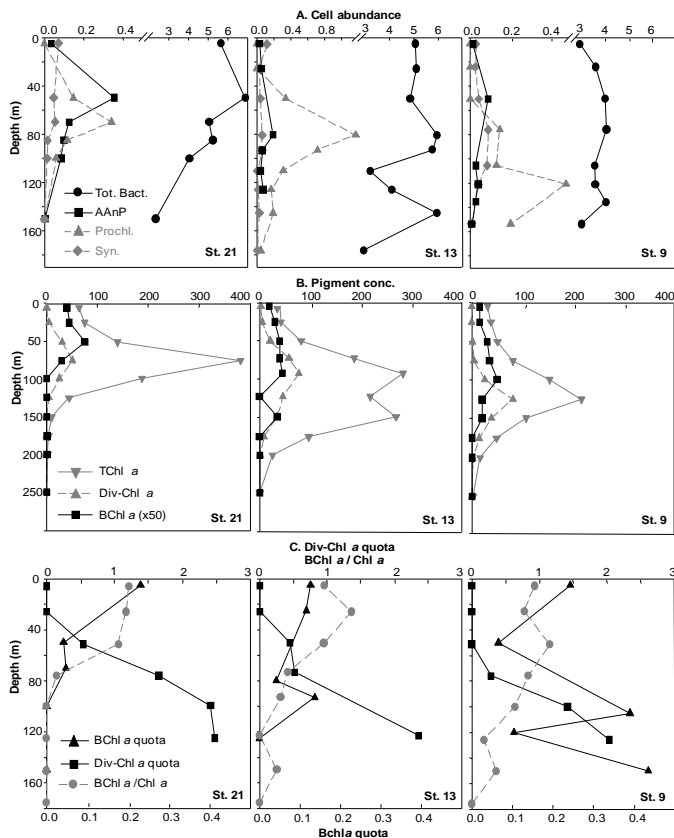 A. Cell abundance
0 0.2 0.4 3 4 5 6 0 0.2 0.4 3 4 5 6 0 0.2 0.4 3 4 5 6
0
40
80
120
160
Depth (m)
Tot. Bact.
AAnP
Prochl.
Syn.
St. 21
St. 13
St. 9
B. Pigment conc.
0 100 200 300 400 0 100 200 300 400 0 100 200 300 400
0
50
100
150
200
250
Depth (m)
TChl a
Div-Chl a
BChl a (x50)
St. 21
St. 13
St. 9
C. Div-Chl a quota
BChl a / Chl a
0 1 2 3 0 1 2 3 0 1 2 3
0
40
80
120
160
Depth (m)
BChl a quota
Div-Chl a quota
BChl a /Chl a
St. 21
St. 13
St. 9
0.0 0.1 0.2 0.3 0.4 0.0 0.1 0.2 0.3 0.4 0.0 0.1 0.2 0.3 0.4
Bchla quota